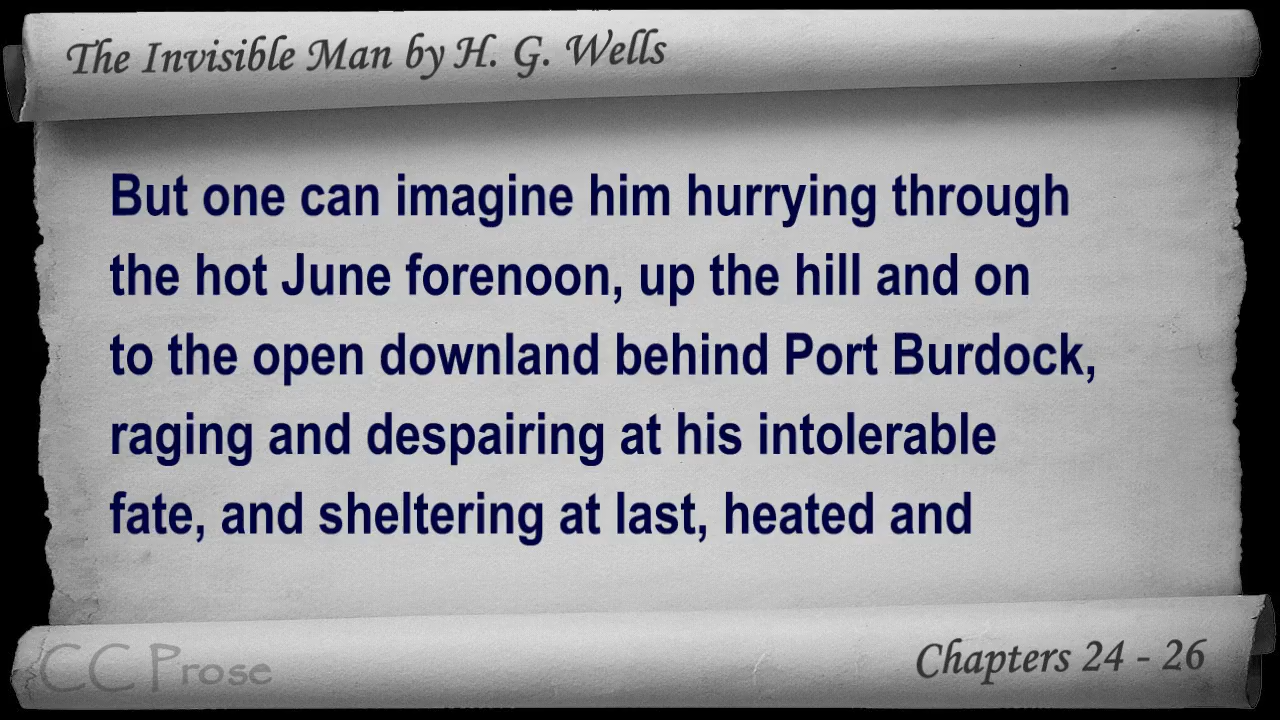 The Invisible Man by H. G. Wells
But one can imagine him hurrying through
the hot June forenoon, up the hill and on
to the open downland behind Port Burdock,
raging and despairing at his intolerable
fate, and sheltering at last, heated and
CC Prose
Chapters 24 - 26